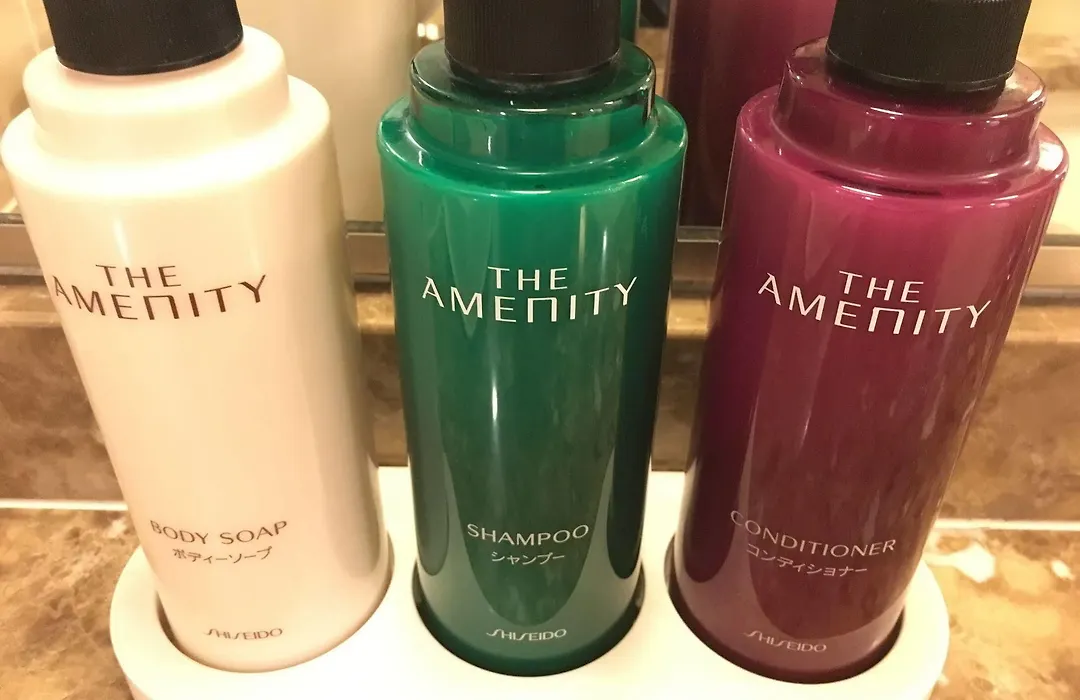 THE
AMENITY
BODY SOAP
ボディーソープ
SHISEIDO
THE
AMENITY
SHAMPOO
シャンプー
SHISEIDO
THE
AMENITY
CONDITIONER
コンディショナー
SHISEIDO